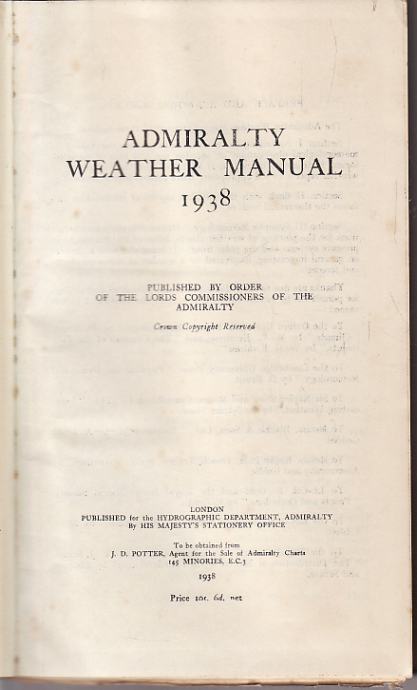 ADMIRALTY
WEATHER MANUAL
1938
PUBLISHED BY ORDER
OF THE LORDS COMMISSIONERS OF THE
ADMIRALTY
Crown Copyright Reserved
LONDON
PUBLISHED for the HYDROGRAPHIC DEPARTMENT, ADMIRALTY
By HIS MAJESTY'S STATIONERY OFFICE
To be obtained from
J. D. POTTER, Agent for the Sale of Admiralty Charts
145 MINORIES, E.C.3
1938
Price 10s. 6d. net